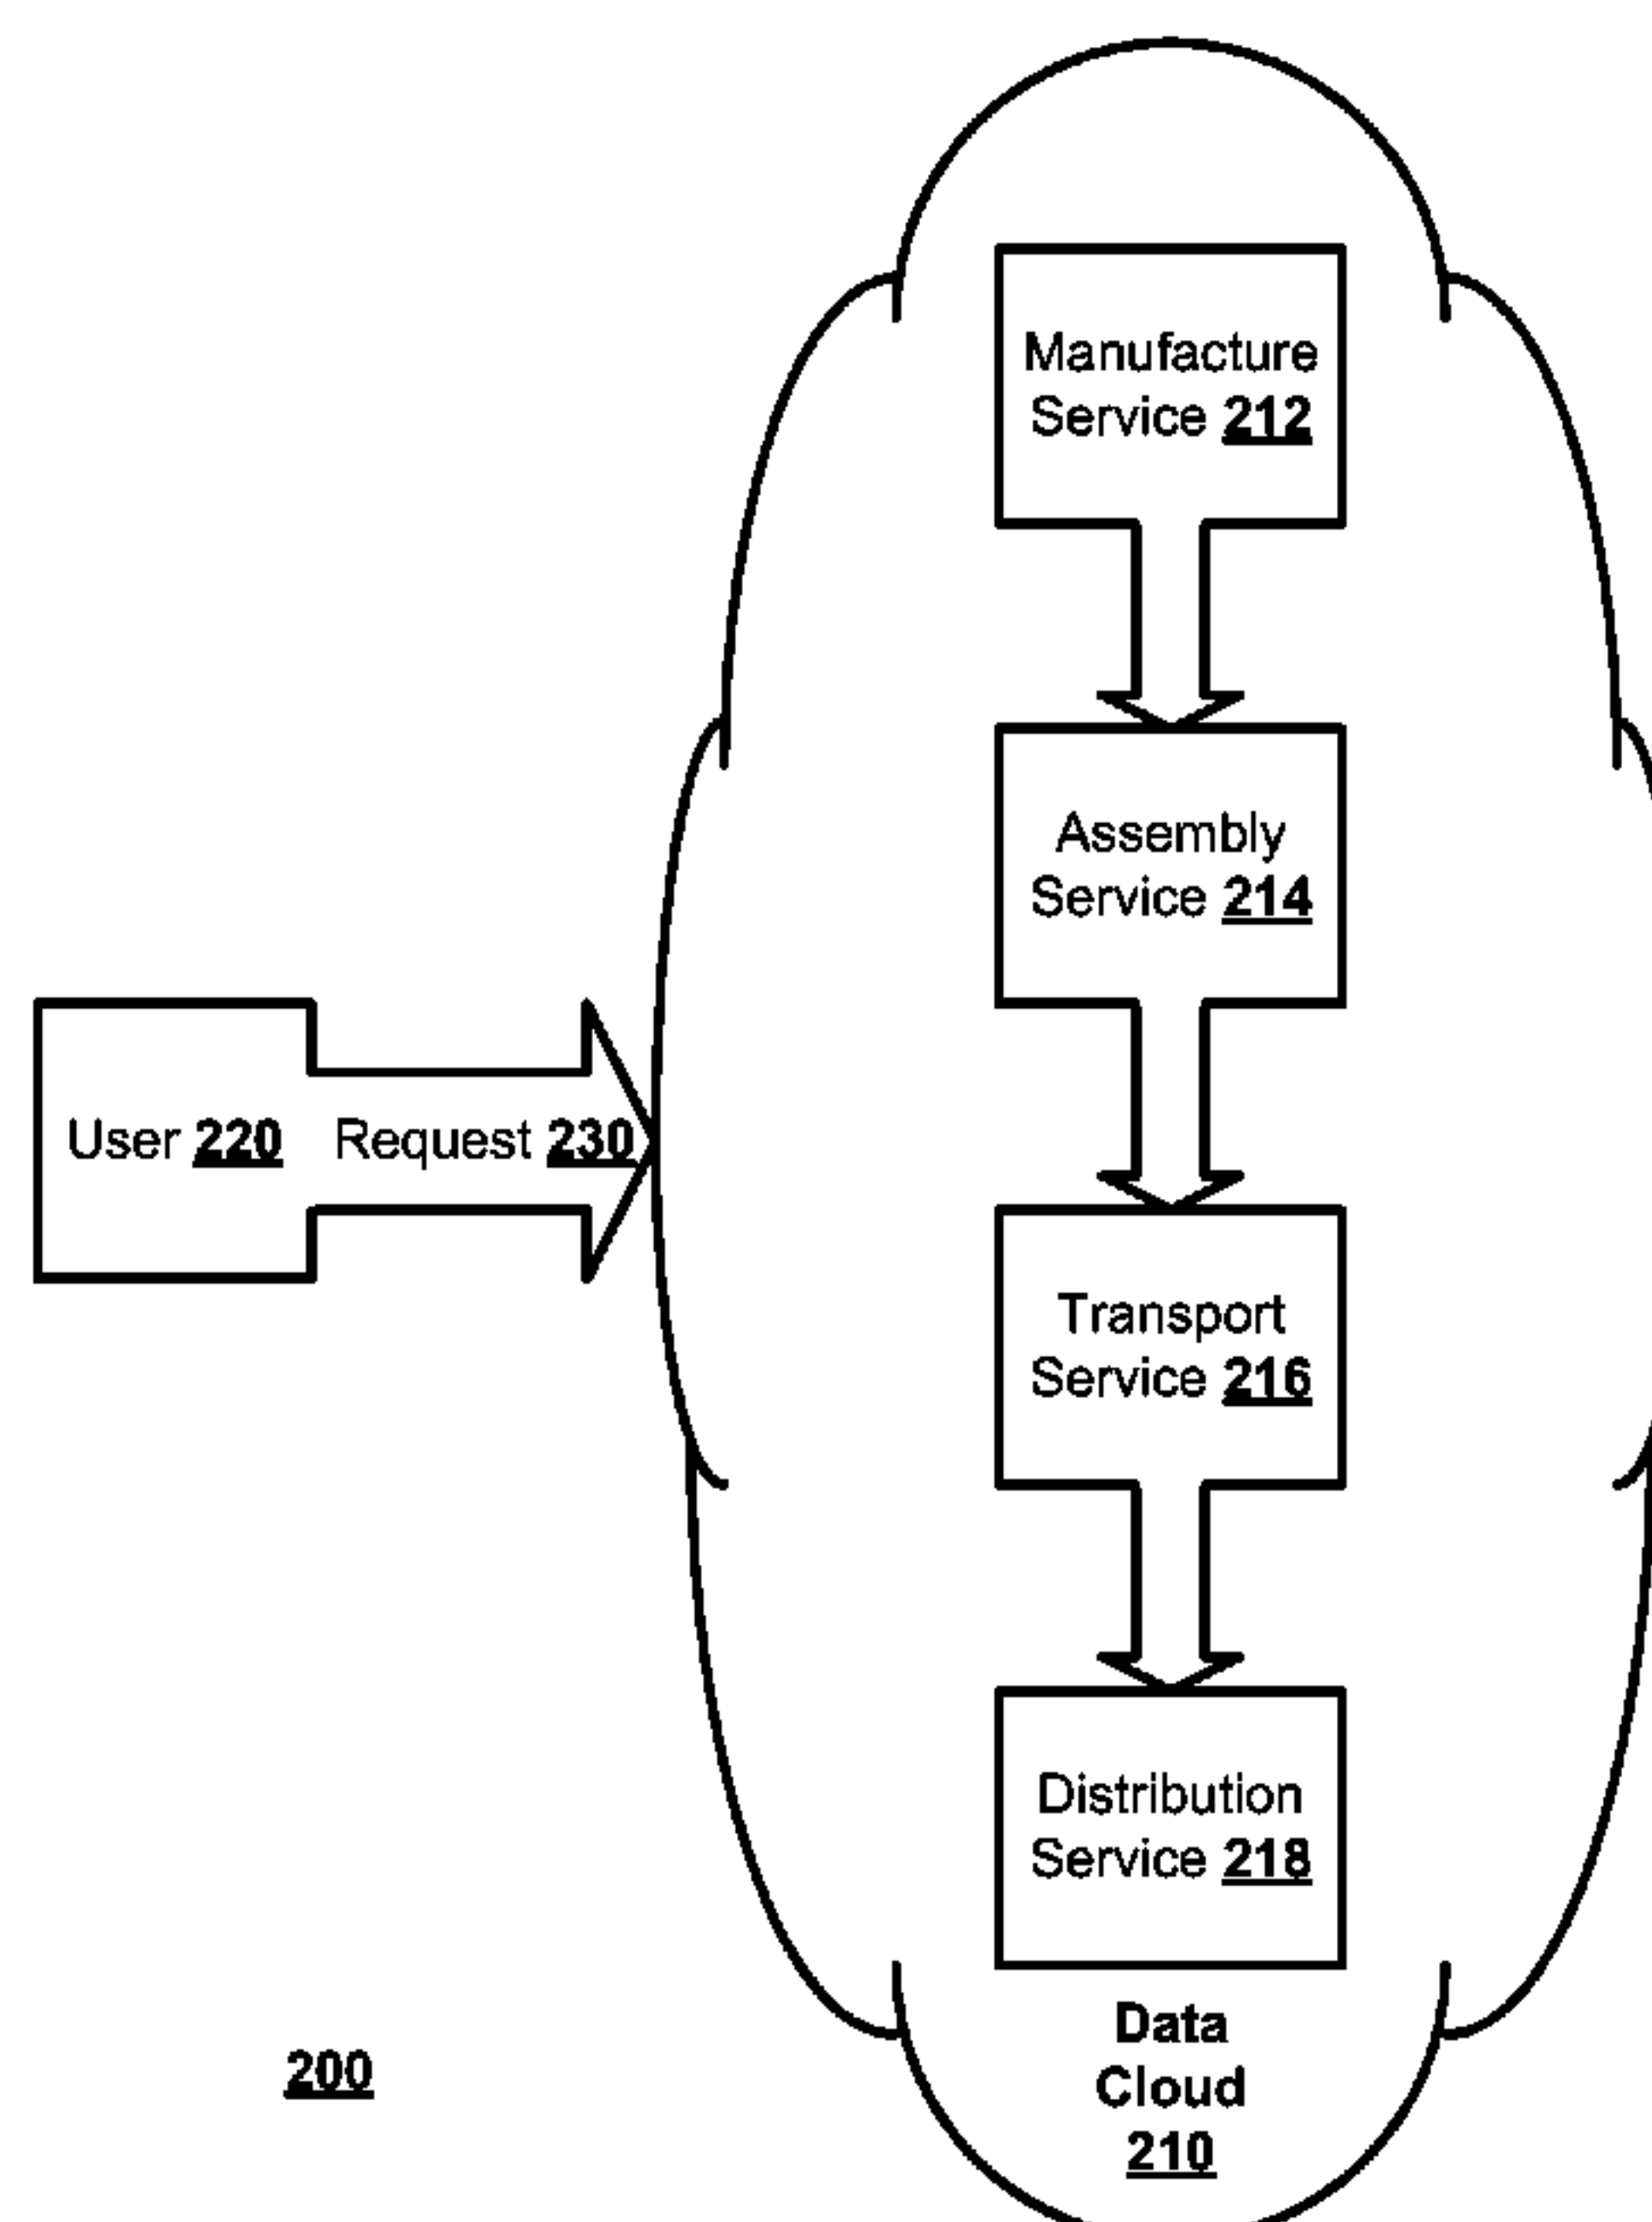 Manufacture
Service 212
Assembly
Service 214
User 220
Request 230
Transport
Service 216
Distribution
Service 218
Data
Cloud
210
200